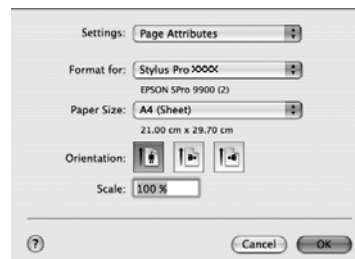 Settings: Page Attributes
Format for: Stylus Pro XXXX
EPSON SPro 9900 (2)
Paper Size: A4 (Sheet)
21.00 cm x 29.70 cm
Orientation:
Scale: 100 %
? Cancel OK